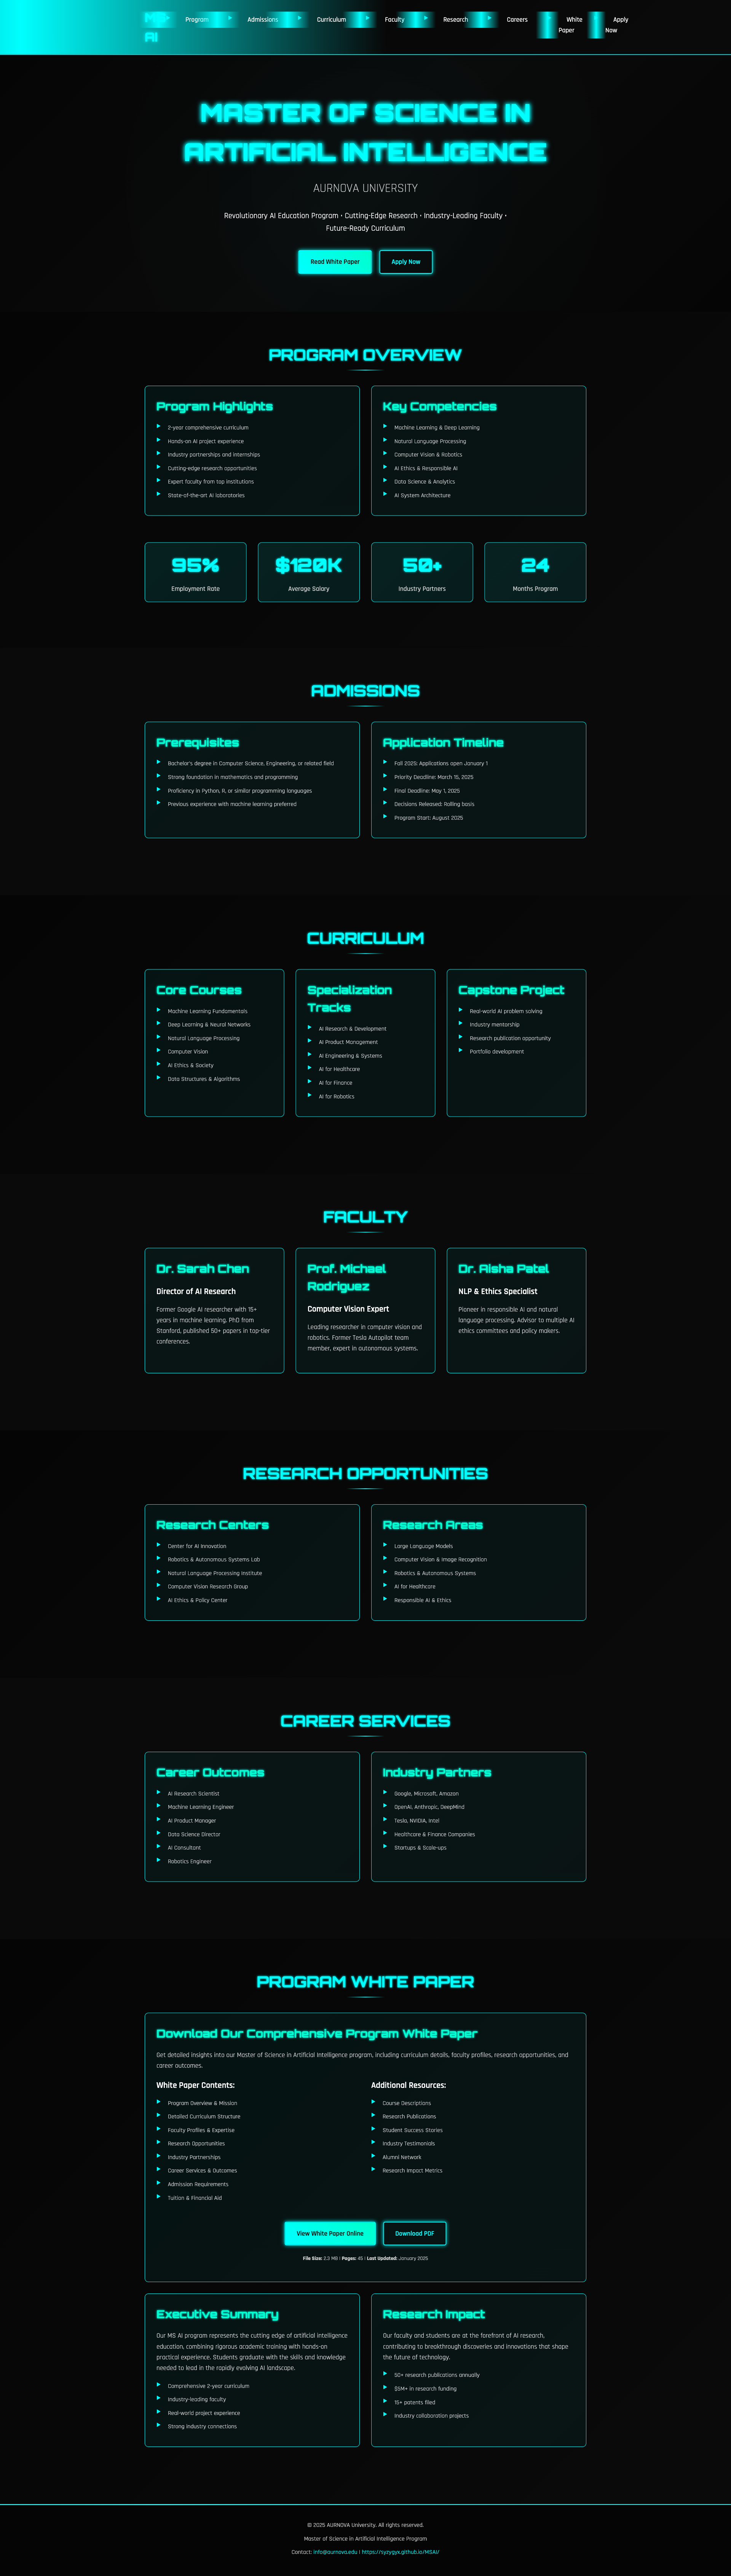 MS
AI
Program
Admissions
Curriculum
Faculty
Research
Careers
White
Paper
Apply
Now
MASTER OF SCIENCE IN
ARTIFICIAL INTELLIGENCE
AURNOVA UNIVERSITY
Revolutionary AI Education Program • Cutting-Edge Research • Industry-Leading Faculty •
Future-Ready Curriculum
Read White Paper
Apply Now
PROGRAM OVERVIEW
Program Highlights
2-year comprehensive curriculum
Hands-on AI project experience
Industry partnerships and internships
Cutting-edge research opportunities
Expert faculty from top institutions
State-of-the-art AI laboratories
Key Competencies
Machine Learning & Deep Learning
Natural Language Processing
Computer Vision & Robotics
AI Ethics & Responsible AI
Data Science & Analytics
AI System Architecture
95%
Employment Rate
$120K
Average Salary
50+
Industry Partners
24
Months Program
ADMISSIONS
Prerequisites
Bachelor's degree in Computer Science, Engineering, or related field
Strong foundation in mathematics and programming
Proficiency in Python, R, or similar programming languages
Previous experience with machine learning preferred
Application Timeline
Fall 2025: Applications open January 1
Priority Deadline: March 15, 2025
Final Deadline: May 1, 2025
Decisions Released: Rolling basis
Program Start: August 2025
CURRICULUM
Core Courses
Machine Learning Fundamentals
Deep Learning & Neural Networks
Natural Language Processing
Computer Vision
AI Ethics & Society
Data Structures & Algorithms
Specialization
Tracks
AI Research & Development
AI Product Management
AI Engineering & Systems
AI for Healthcare
AI for Finance
AI for Robotics
Capstone Project
Real-world AI problem solving
Industry mentorship
Research publication opportunity
Portfolio development
FACULTY
Dr. Sarah Chen
Director of AI Research
Former Google AI researcher with 15+
years in machine learning. PhD from
Stanford, published 50+ papers in top-tier
conferences.
Prof. Michael
Rodriguez
Computer Vision Expert
Leading researcher in computer vision and
robotics. Former Tesla Autopilot team
member, expert in autonomous systems.
Dr. Aisha Patel
NLP & Ethics Specialist
Pioneer in responsible AI and natural
language processing. Advisor to multiple AI
ethics committees and policy makers.
RESEARCH OPPORTUNITIES
Research Centers
Center for AI Innovation
Robotics & Autonomous Systems Lab
Natural Language Processing Institute
Computer Vision Research Group
AI Ethics & Policy Center
Research Areas
Large Language Models
Computer Vision & Image Recognition
Robotics & Autonomous Systems
AI for Healthcare
Responsible AI & Ethics
CAREER SERVICES
Career Outcomes
AI Research Scientist
Machine Learning Engineer
AI Product Manager
Data Science Director
AI Consultant
Robotics Engineer
Industry Partners
Google, Microsoft, Amazon
OpenAI, Anthropic, DeepMind
Tesla, NVIDIA, Intel
Healthcare & Finance Companies
Startups & Scale-ups
PROGRAM WHITE PAPER
Download Our Comprehensive Program White Paper
Get detailed insights into our Master of Science in Artificial Intelligence program, including curriculum details, faculty profiles, research opportunities, and
career outcomes.
White Paper Contents:
Program Overview & Mission
Detailed Curriculum Structure
Faculty Profiles & Expertise
Research Opportunities
Industry Partnerships
Career Services & Outcomes
Admission Requirements
Tuition & Financial Aid
Additional Resources:
Course Descriptions
Research Publications
Student Success Stories
Industry Testimonials
Alumni Network
Research Impact Metrics
View White Paper Online
Download PDF
File Size: 2.3 MB | Pages: 45 | Last Updated: January 2025
Executive Summary
Our MS AI program represents the cutting edge of artificial intelligence
education, combining rigorous academic training with hands-on
practical experience. Students graduate with the skills and knowledge
needed to lead in the rapidly evolving AI landscape.
Comprehensive 2-year curriculum
Industry-leading faculty
Real-world project experience
Strong industry connections
Research Impact
Our faculty and students are at the forefront of AI research,
contributing to breakthrough discoveries and innovations that shape
the future of technology.
50+ research publications annually
$5M+ in research funding
15+ patents filed
Industry collaboration projects
© 2025 AURNOVA University. All rights reserved.
Master of Science in Artificial Intelligence Program
Contact: info@aurnova.edu | https://syzygyx.github.io/MSAI/